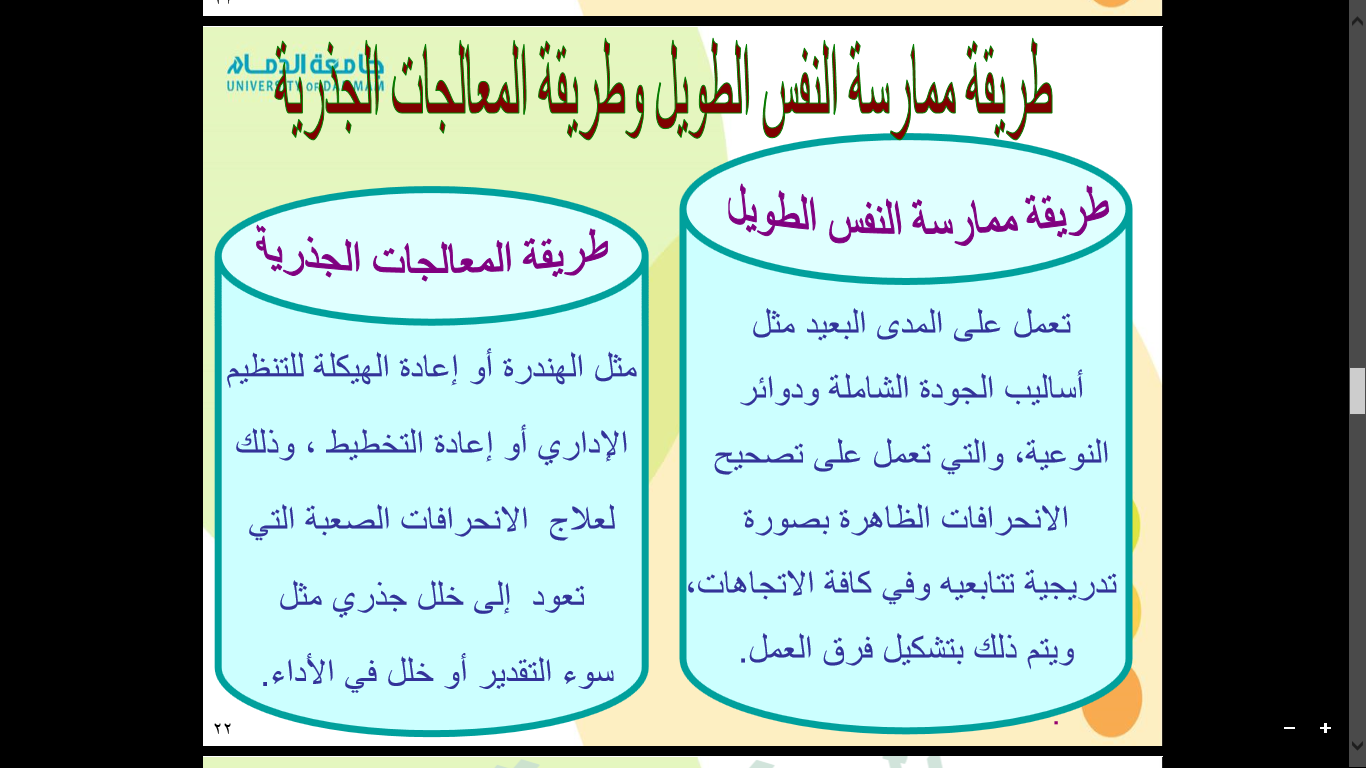 جامعة الدمام
UNIVERSITY OF DAMMAM
طريقة ممارسة النفس الطويل وطريقة المعالجات الجذرية
طريقة ممارسة النفس الطويل
تعمل على المدى البعيد مثل
أساليب الجودة الشاملة ودوائر
النوعية، والتي تعمل على تصحيح
الانحرافات الظاهرة بصورة
تدريجية تتابعيه وفي كافة الاتجاهات،
ويتم ذلك بتشكيل فرق العمل.
.
طريقة المعالجات الجذرية
مثل الهندرة أو إعادة الهيكلة للتنظيم
الإداري أو إعادة التخطيط ، وذلك
لعلاج الانحرافات الصعبة التي
تعود إلى خلل جذري مثل
سوء التقدير أو خلل في الأداء.
٢٢